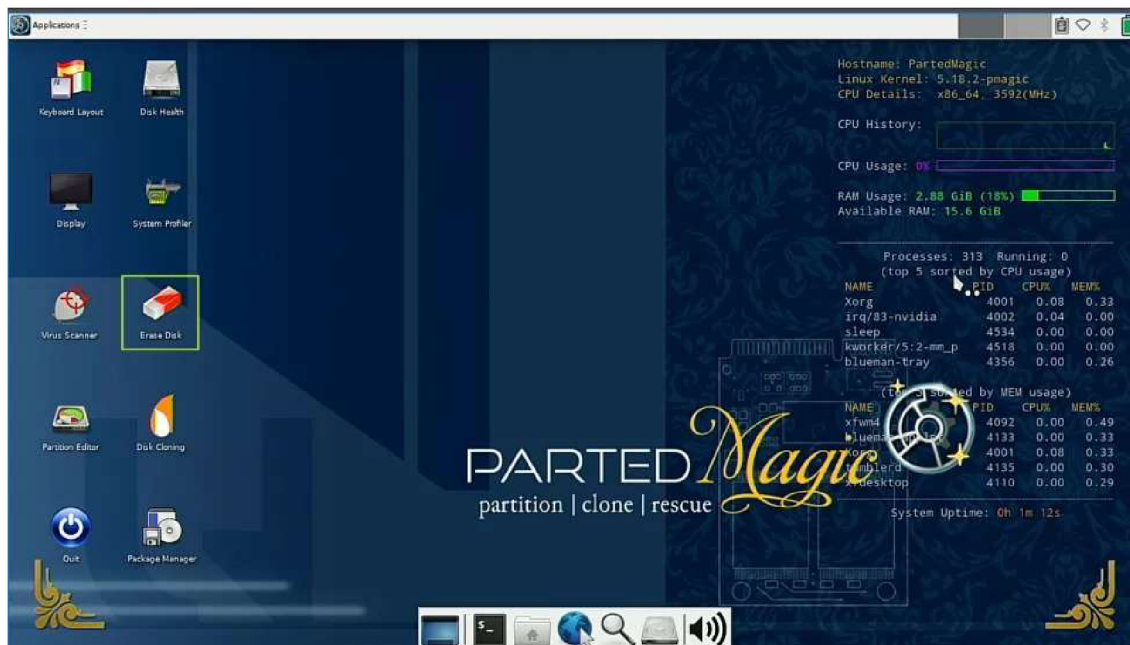 Applications
Keyboard Layout
Disk Health
Display
System Profiler
Virus Scanner
Erase Disk
Partition Editor
Disk Cloning
Quit
Package Manager
Hostname: PartedMagic
Linux Kernel: 5.18.2-pmagic
CPU Details: x86_64, 3592(MHz)
CPU History:
CPU Usage: 0%
RAM Usage: 2.88 GiB (18%)
Available RAM: 15.6 GiB
Processes: 313 Running: 0
(top 5 sorted by CPU usage)
NAME PID CPU% MEM%
Xorg 4001 0.08 0.33
irq/83-nvidia 4002 0.04 0.00
sleep 4534 0.00 0.00
kworker/5:2-mm_p 4518 0.00 0.00
blueman-tray 4356 0.00 0.26
(top 5 sorted by MEM usage)
NAME PID CPU% MEM%
xfwm4 4092 0.00 0.49
4133 0.00 0.33
Xorg 4001 0.08 0.33
tumblerd 4135 0.00 0.30
xfdesktop 4110 0.00 0.29
System Uptime: 0h 1m 12s
PARTED Magic
partition | clone | rescue
$_